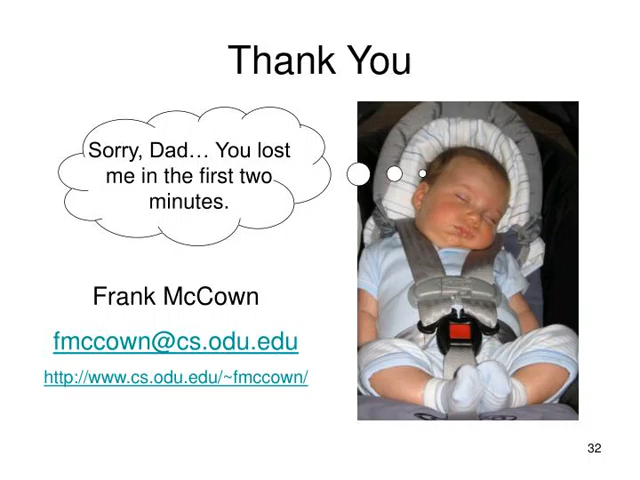 Thank You
Sorry, Dad… You lost
me in the first two
minutes.
Frank McCown
fmccown@cs.odu.edu
http://www.cs.odu.edu/~fmccown/
32